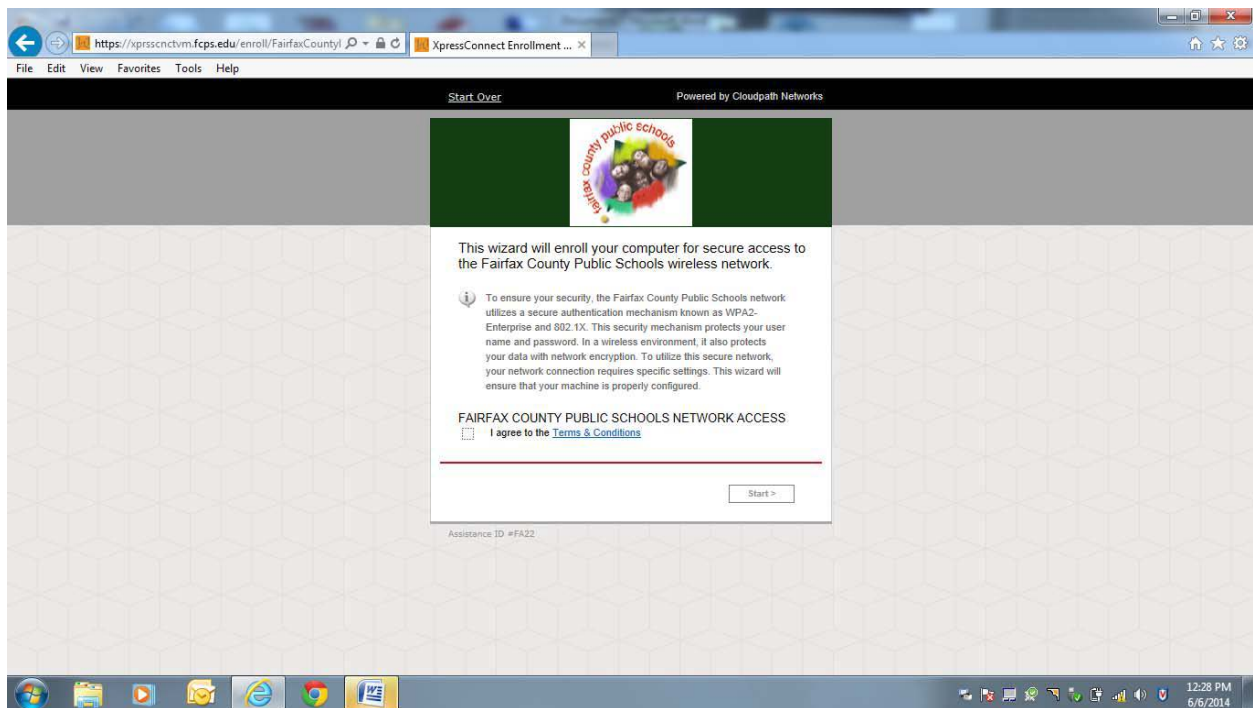 https://xprsscnctvm.fcps.edu/enroll/FairfaxCountyl
XpressConnect Enrollment ...
File Edit View Favorites Tools Help
Start Over
Powered by Cloudpath Networks
fairfax county public schools
This wizard will enroll your computer for secure access to
the Fairfax County Public Schools wireless network.
To ensure your security, the Fairfax County Public Schools network
utilizes a secure authentication mechanism known as WPA2-
Enterprise and 802.1X. This security mechanism protects your user
name and password. In a wireless environment, it also protects
your data with network encryption. To utilize this secure network,
your network connection requires specific settings. This wizard will
ensure that your machine is properly configured.
FAIRFAX COUNTY PUBLIC SCHOOLS NETWORK ACCESS
I agree to the Terms & Conditions
Start >
Assistance ID #FA22
12:28 PM
6/6/2014